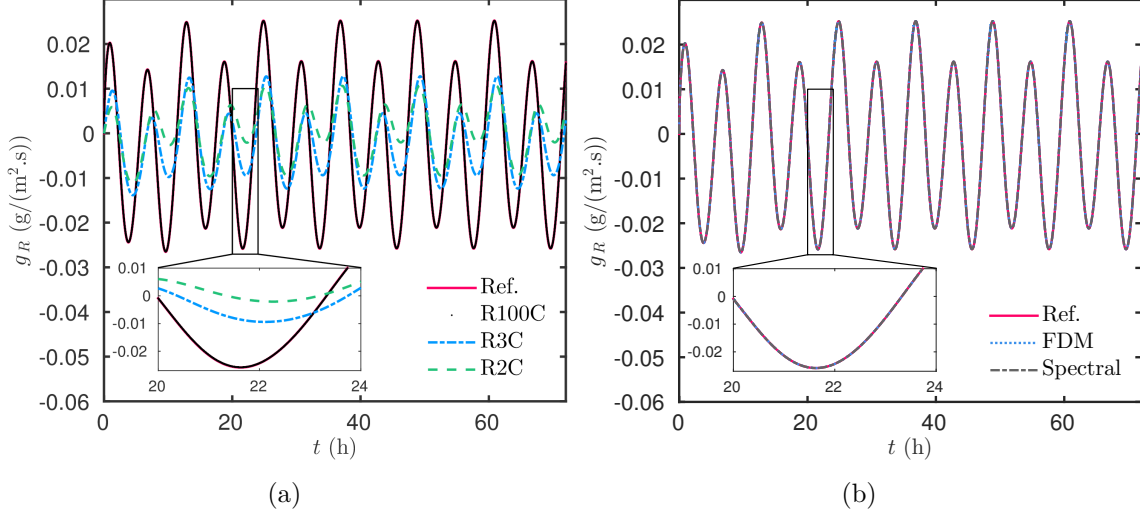 0.02
0.01
0
-0.01
-0.02
-0.03
-0.04
-0.05
-0.06
g_R (g/(m².s))
0.01
0
-0.01
-0.02
20 22 24
Ref.
R100C
R3C
R2C
0 20 40 60
t (h)
(a)
0.02
0.01
0
-0.01
-0.02
-0.03
-0.04
-0.05
-0.06
g_R (g/(m².s))
0.01
0
-0.01
-0.02
20 22 24
Ref.
FDM
Spectral
0 20 40 60
t (h)
(b)